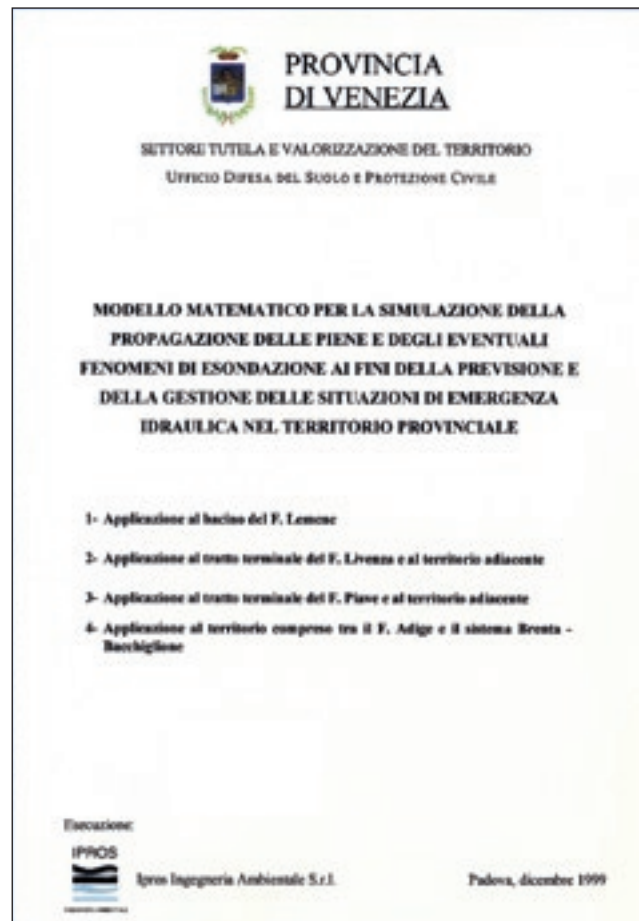 PROVINCIA
DI VENEZIA
SETTORE TUTELA E VALORIZZAZIONE DEL TERRITORIO
UFFICIO DIFESA DEL SUOLO E PROTEZIONE CIVILE
MODELLO MATEMATICO PER LA SIMULAZIONE DELLA
PROPAGAZIONE DELLE PIENE E DEGLI EVENTUALI
FENOMENI DI ESONDAZIONE AI FINI DELLA PREVISIONE E
DELLA GESTIONE DELLE SITUAZIONI DI EMERGENZA
IDRAULICA NEL TERRITORIO PROVINCIALE
1- Applicazione al bacino del F. Lemene
2- Applicazione al tratto terminale del F. Livenza e al territorio adiacente
3- Applicazione al tratto terminale del F. Piave e al territorio adiacente
4- Applicazione al territorio compreso tra il F. Adige e il sistema Brenta -
Bacchiglione
Esecuzione:
IPROS
Ipros Ingegneria Ambientale S.r.l.
Padova, dicembre 1999